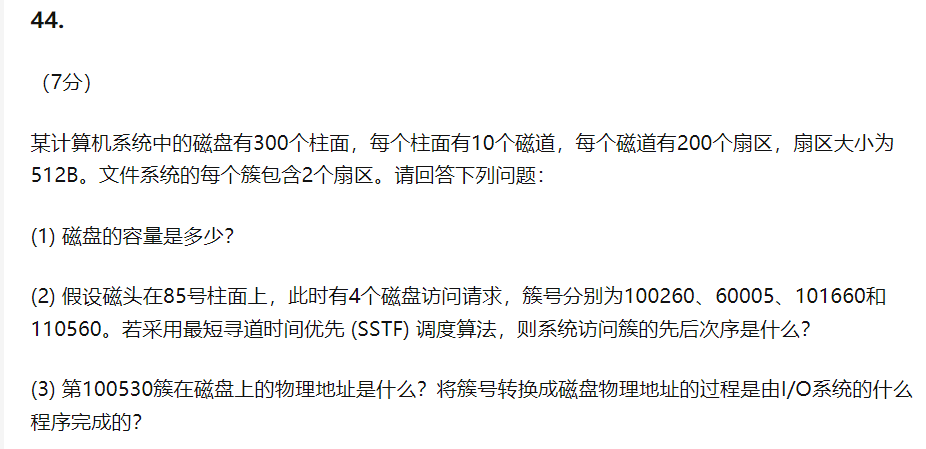 44.
（7分）
某计算机系统中的磁盘有300个柱面，每个柱面有10个磁道，每个磁道有200个扇区，扇区大小为
512B。文件系统的每个簇包含2个扇区。请回答下列问题：
(1) 磁盘的容量是多少？
(2) 假设磁头在85号柱面上，此时有4个磁盘访问请求，簇号分别为100260、60005、101660和
110560。若采用最短寻道时间优先 (SSTF) 调度算法，则系统访问簇的先后次序是什么？
(3) 第100530簇在磁盘上的物理地址是什么？将簇号转换成磁盘物理地址的过程是由I/O系统的什么
程序完成的？